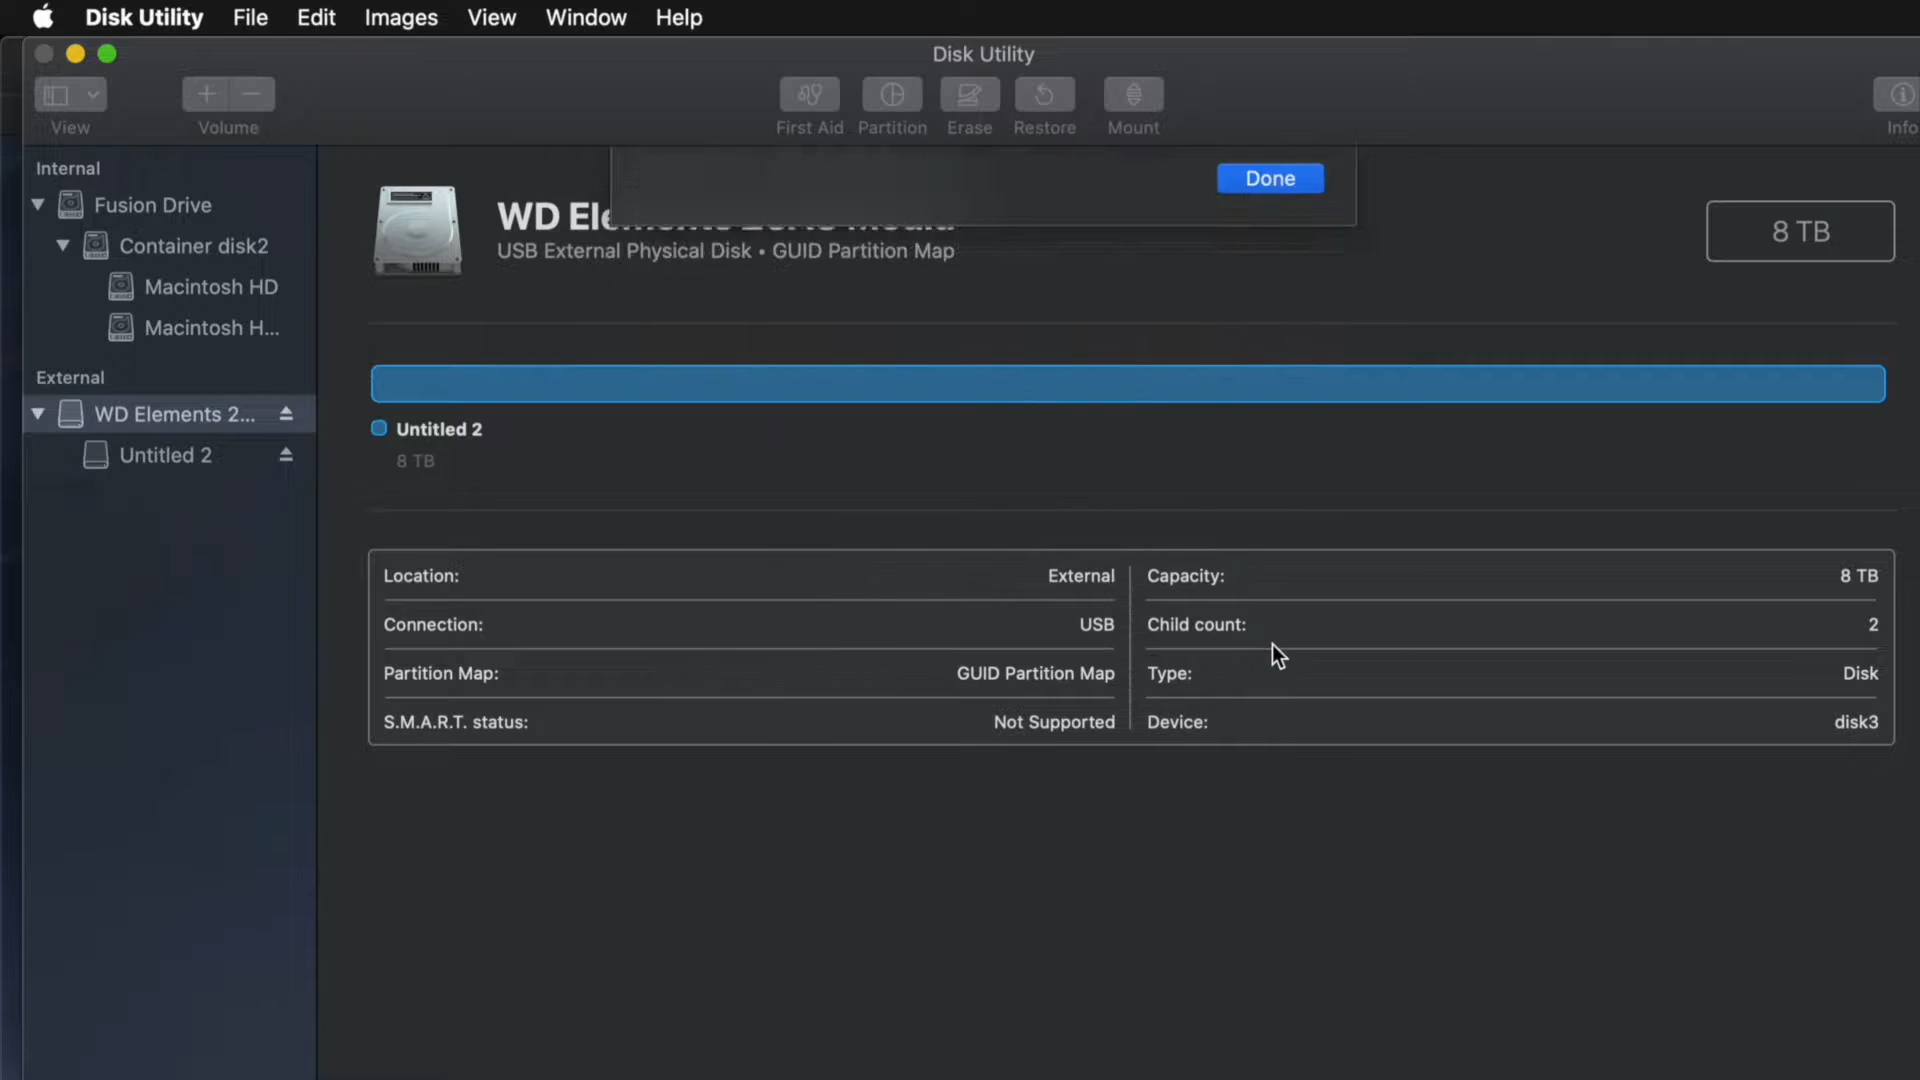 Disk Utility File Edit Images View Window Help
Disk Utility
View Volume First Aid Partition Erase Restore Mount Info
Internal
Fusion Drive
Container disk2
Macintosh HD
Macintosh H...
External
WD Elements 2...
Untitled 2
Done
WD Ele
USB External Physical Disk • GUID Partition Map
8 TB
Untitled 2
8 TB
Location: External
Connection: USB
Partition Map: GUID Partition Map
S.M.A.R.T. status: Not Supported
Capacity: 8 TB
Child count: 2
Type: Disk
Device: disk3